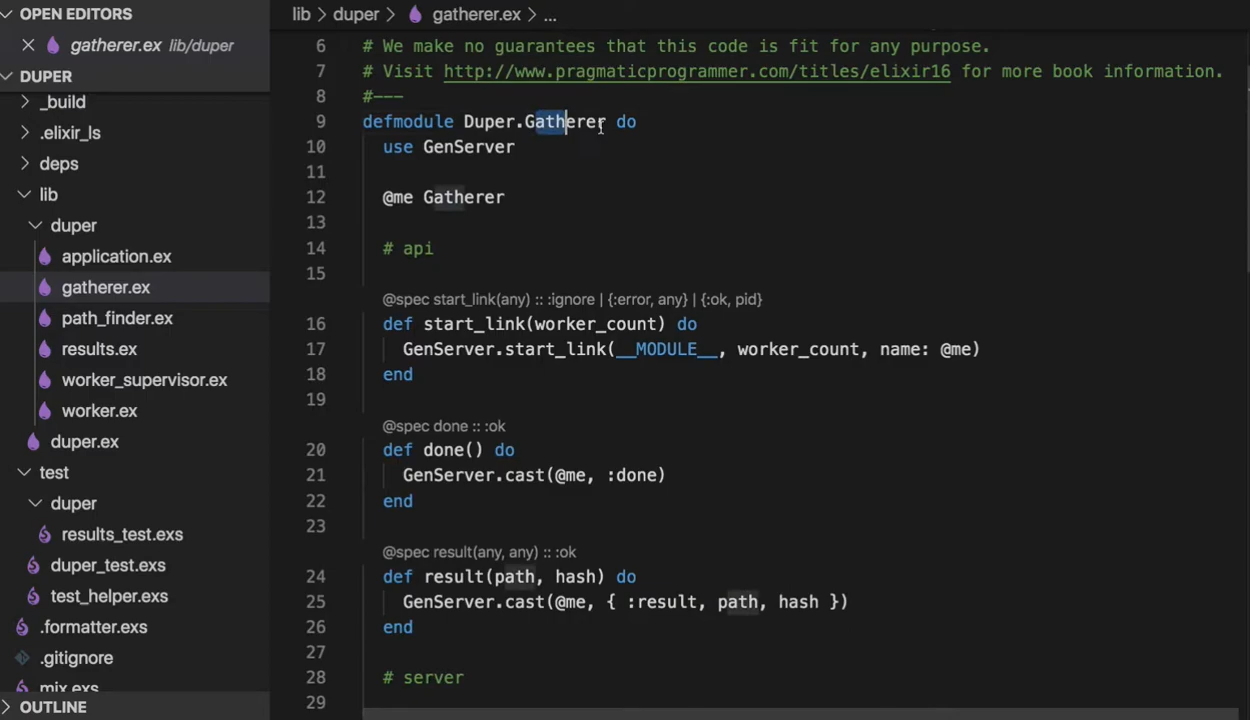 OPEN EDITORS
gatherer.ex lib/duper
DUPER
_build
.elixir_ls
deps
lib
duper
application.ex
gatherer.ex
path_finder.ex
results.ex
worker_supervisor.ex
worker.ex
duper.ex
test
duper
results_test.exs
duper_test.exs
test_helper.exs
.formatter.exs
.gitignore
mix.exs
OUTLINE
lib > duper > gatherer.ex > ...
6 # We make no guarantees that this code is fit for any purpose.
7 # Visit http://www.pragmaticprogrammer.com/titles/elixir16 for more book information.
8 #---
9 defmodule Duper.Gatherer do
10 use GenServer
11
12 @me Gatherer
13
14 # api
15
@spec start_link(any) :: :ignore | {:error, any} | {:ok, pid}
16 def start_link(worker_count) do
17 GenServer.start_link(__MODULE__, worker_count, name: @me)
18 end
19
@spec done :: :ok
20 def done() do
21 GenServer.cast(@me, :done)
22 end
23
@spec result(any, any) :: :ok
24 def result(path, hash) do
25 GenServer.cast(@me, { :result, path, hash })
26 end
27
28 # server
29